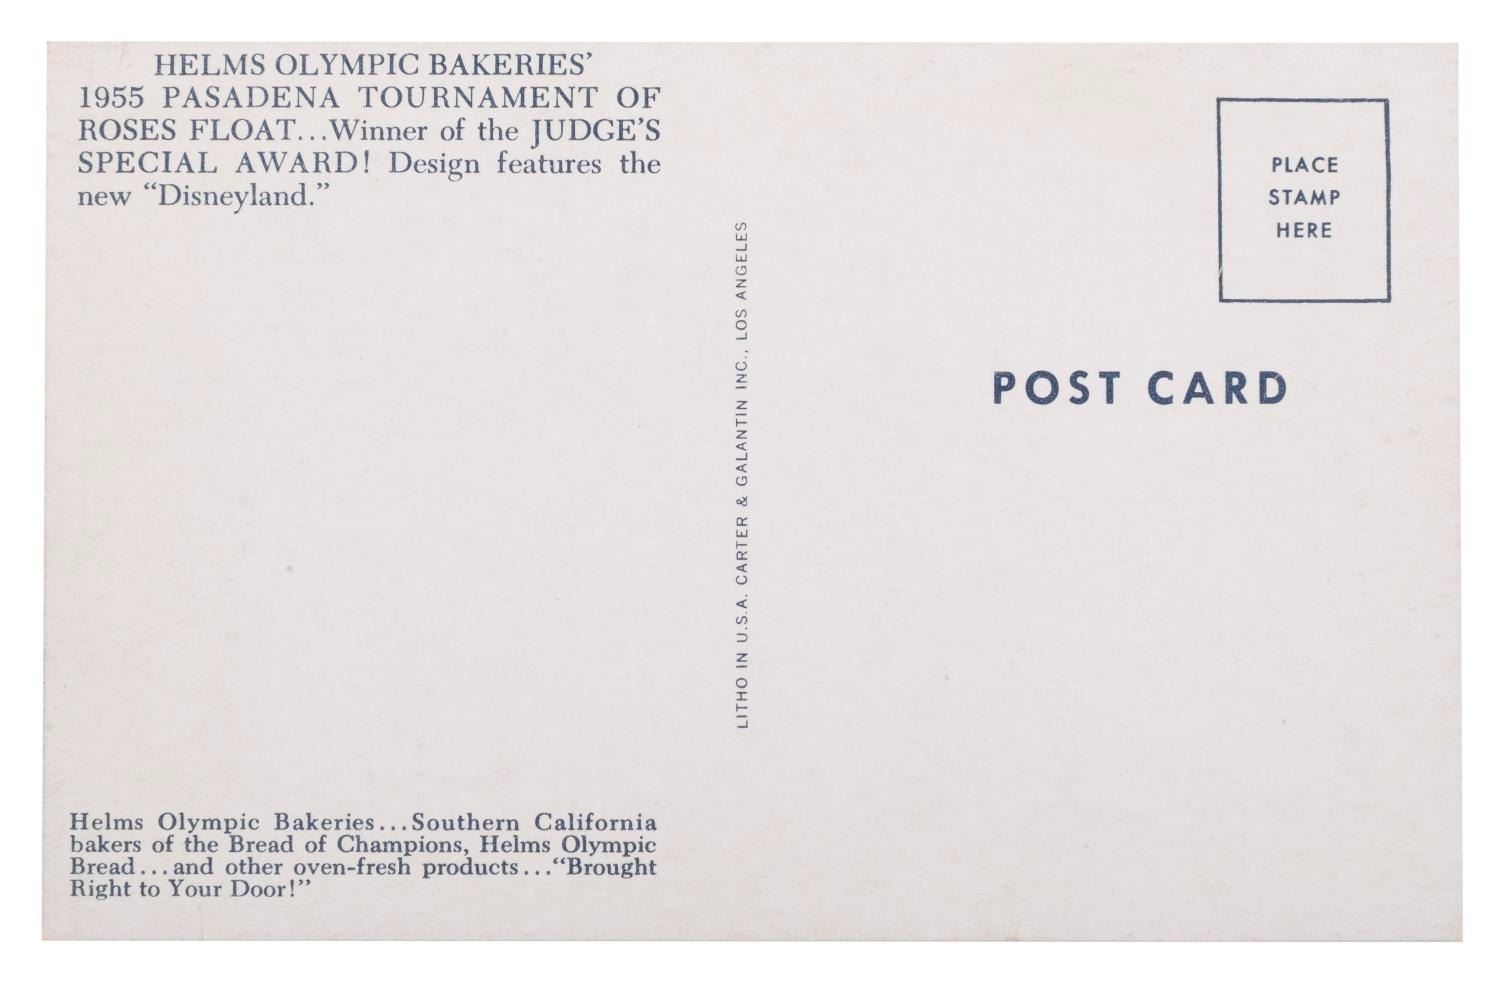 HELMS OLYMPIC BAKERIES’
1955 PASADENA TOURNAMENT OF
ROSES FLOAT...Winner of the JUDGE’S
SPECIAL AWARD! Design features the
new “Disneyland.”
Helms Olympic Bakeries...Southern California
bakers of the Bread of Champions, Helms Olympic
Bread...and other oven-fresh products...“Brought
Right to Your Door!”
LITHO IN U.S.A. CARTER & GALANTIN INC., LOS ANGELES
PLACE
STAMP
HERE
POST CARD